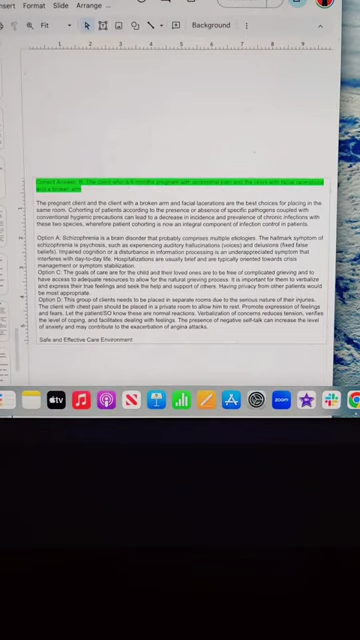 nsert Format Slide Arrange ...
Fit Background
1 2 3 4 5 6 7 8 9
Correct Answer: B. The client who is 6 months pregnant with abdominal pain and the client with facial lacerations
and a broken arm
The pregnant client and the client with a broken arm and facial lacerations are the best choices for placing in the
same room. Cohorting of patients according to the presence or absence of specific pathogens coupled with
conventional hygienic precautions can lead to a decrease in incidence and prevalence of chronic infections with
these two species, wherefore patient cohorting is now an integral component of infection control in patients.
Option A: Schizophrenia is a brain disorder that probably comprises multiple etiologies. The hallmark symptom of
schizophrenia is psychosis, such as experiencing auditory hallucinations (voices) and delusions (fixed false
beliefs). Impaired cognition or a disturbance in information processing is an underappreciated symptom that
interferes with day-to-day life. Hospitalizations are usually brief and are typically oriented towards crisis
management or symptom stabilization.
Option C: The goals of care are for the child and their loved ones are to be free of complicated grieving and to
have access to adequate resources to allow for the natural grieving process. It is important for them to verbalize
and express their true feelings and seek the help and support of others. Having privacy from other patients would
be most appropriate.
Option D: This group of clients needs to be placed in separate rooms due to the serious nature of their injuries.
The client with chest pain should be placed in a private room to allow him to rest. Promote expression of feelings
and fears. Let the patient/SO know these are normal reactions. Verbalization of concerns reduces tension, verifies
the level of coping, and facilitates dealing with feelings. The presence of negative self-talk can increase the level
of anxiety and may contribute to the exacerbation of angina attacks.
Safe and Effective Care Environment
tv
zoom